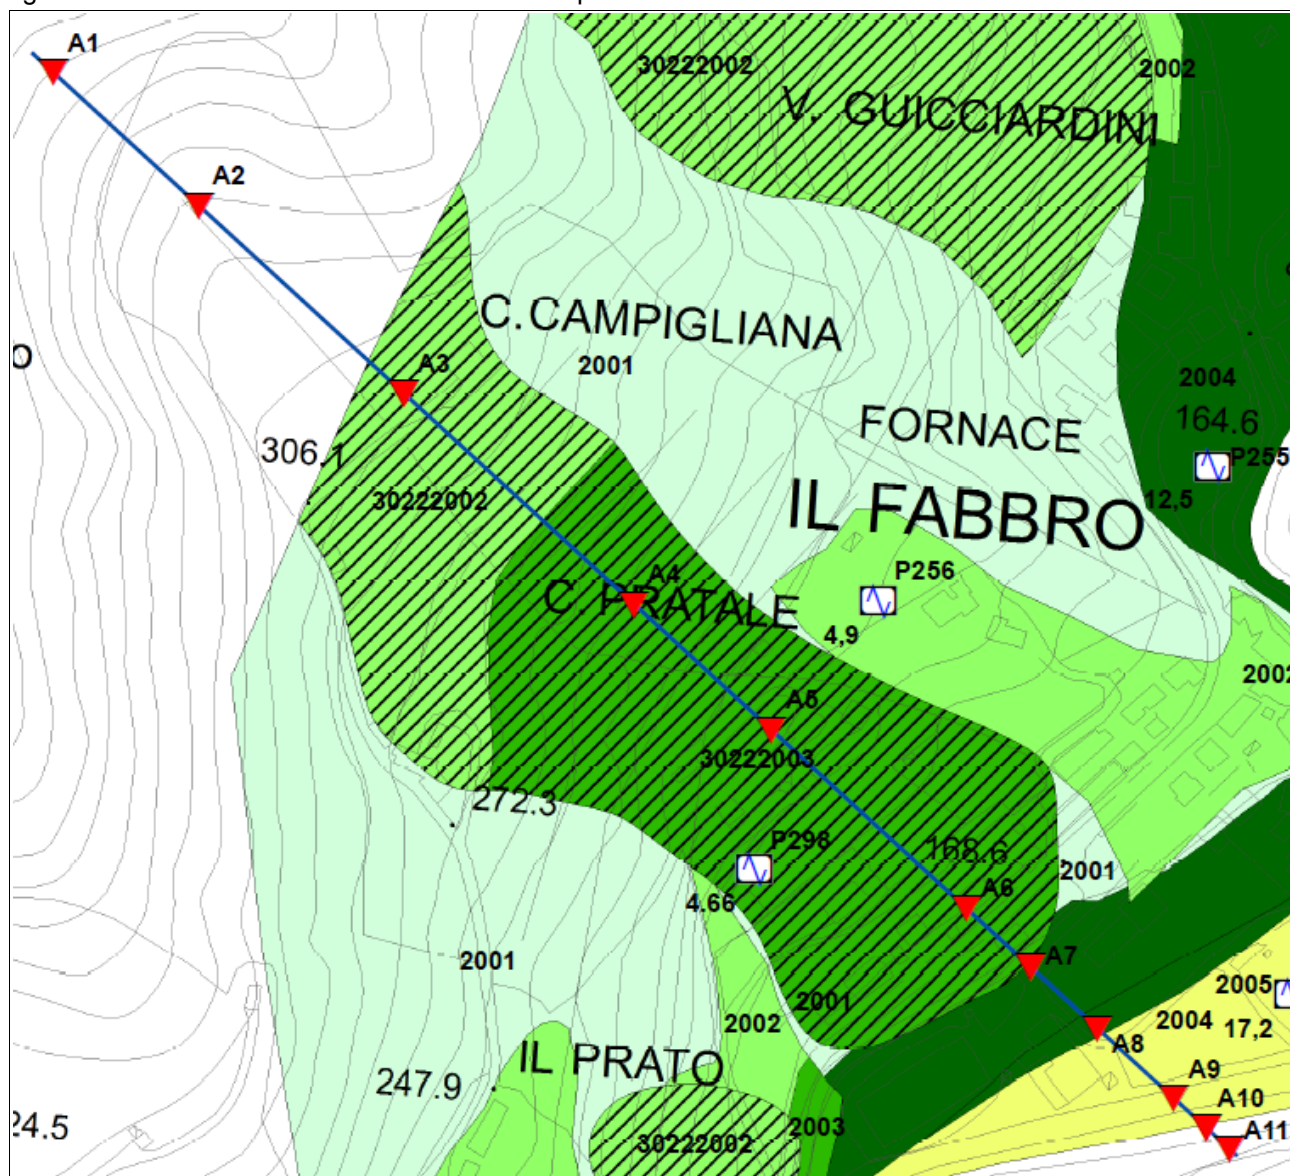 A1
30222002
2002
V. GUICCIARDINI
A2
C. CAMPIGLIANA
O
A3
2001
2004
164.6
FORNACE
306.1
P255
30222002
12,5
IL FABBRO
A4
P256
C. PRATALE
4,9
2002
A5
30222003
272.3
P298
168.6
2001
A6
4.66
2001
A7
2005
2001
2002
2004
17,2
A8
IL PRATO
247.9
A9
A10
24.5
2003
A11
30222002